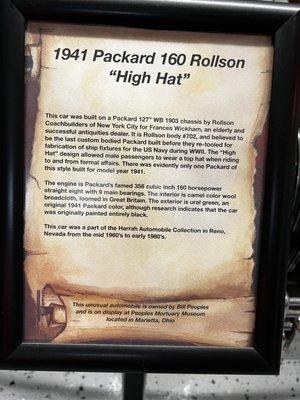 1941 Packard 160 Rollson
“High Hat”
This car was built on a Packard 127" WB 1903 chassis by Rollson
Coachbuilders of New York City for Frances Wickham, an elderly and
successful antiquities dealer. It is Rollson body #702, and believed to
be the last custom bodied Packard built before they re-tooled for
fabrication of ship fixtures for the US Navy during WWII. The “High
Hat” design allowed male passengers to wear a top hat when riding
to and from formal affairs. There was evidently only one Packard of
this style built for model year 1941.
The engine is Packard's famed 356 cubic inch 160 horsepower
straight eight with 9 main bearings. The interior is camel color wool
broadcloth, loomed in Great Britain. The exterior is ural green, an
original 1941 Packard color, although research indicates that the car
was originally painted entirely black.
This car was a part of the Harrah Automobile Collection in Reno,
Nevada from the mid 1960's to early 1980's.
This unusual automobile is owned by Bill Peoples
and is on display at Peoples Mortuary Museum
located in Marietta, Ohio